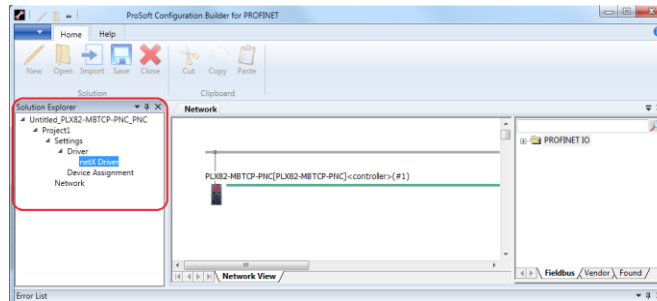 ProSoft Configuration Builder for PROFINET
Home Help
New Open Import Save Close Cut Copy Paste
Solution Clipboard
Solution Explorer
Untitled_PLX82-MBTCP-PNC_PNC
Project1
Settings
Driver
netX Driver
Device Assignment
Network
Network
PLX82-MBTCP-PNC[PLX82-MBTCP-PNC]<controller>(#1)
Network View
PROFINET IO
Fieldbus Vendor Found
Error List